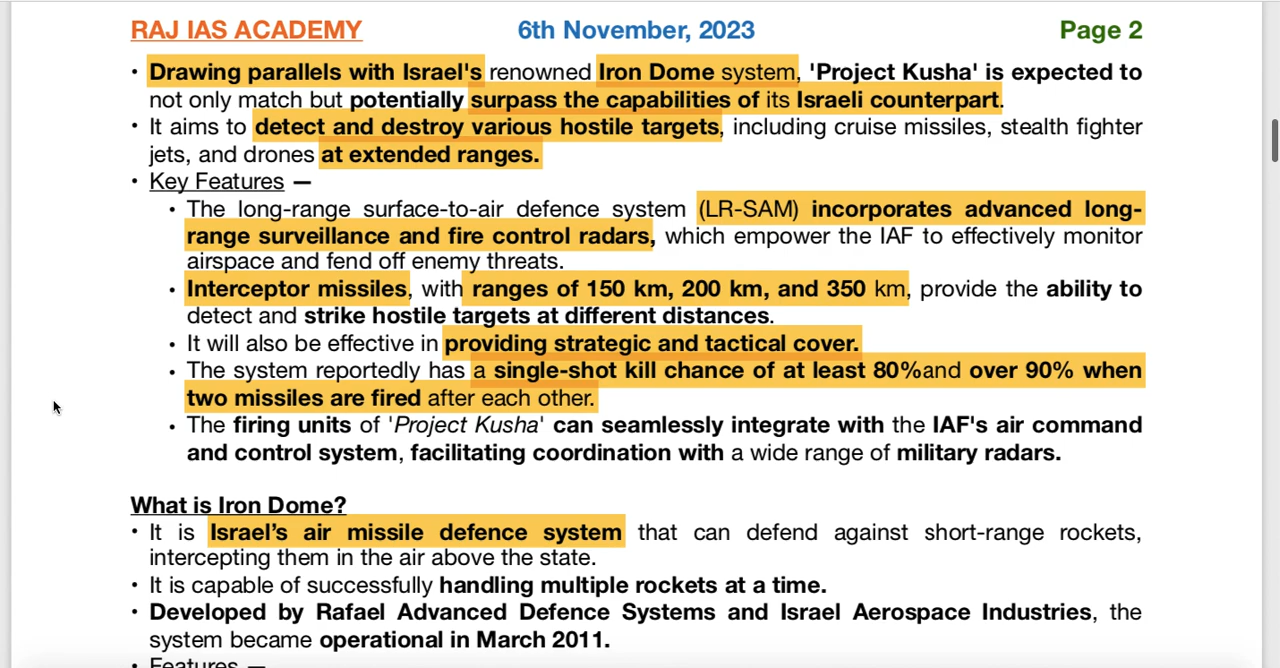 RAJ IAS ACADEMY 6th November, 2023 Page 2
• Drawing parallels with Israel's renowned Iron Dome system, 'Project Kusha' is expected to
not only match but potentially surpass the capabilities of its Israeli counterpart.
• It aims to detect and destroy various hostile targets, including cruise missiles, stealth fighter
jets, and drones at extended ranges.
• Key Features —
• The long-range surface-to-air defence system (LR-SAM) incorporates advanced long-
range surveillance and fire control radars, which empower the IAF to effectively monitor
airspace and fend off enemy threats.
• Interceptor missiles, with ranges of 150 km, 200 km, and 350 km, provide the ability to
detect and strike hostile targets at different distances.
• It will also be effective in providing strategic and tactical cover.
• The system reportedly has a single-shot kill chance of at least 80%and over 90% when
two missiles are fired after each other.
• The firing units of 'Project Kusha' can seamlessly integrate with the IAF's air command
and control system, facilitating coordination with a wide range of military radars.
What is Iron Dome?
• It is Israel’s air missile defence system that can defend against short-range rockets,
intercepting them in the air above the state.
• It is capable of successfully handling multiple rockets at a time.
• Developed by Rafael Advanced Defence Systems and Israel Aerospace Industries, the
system became operational in March 2011.
• Features —